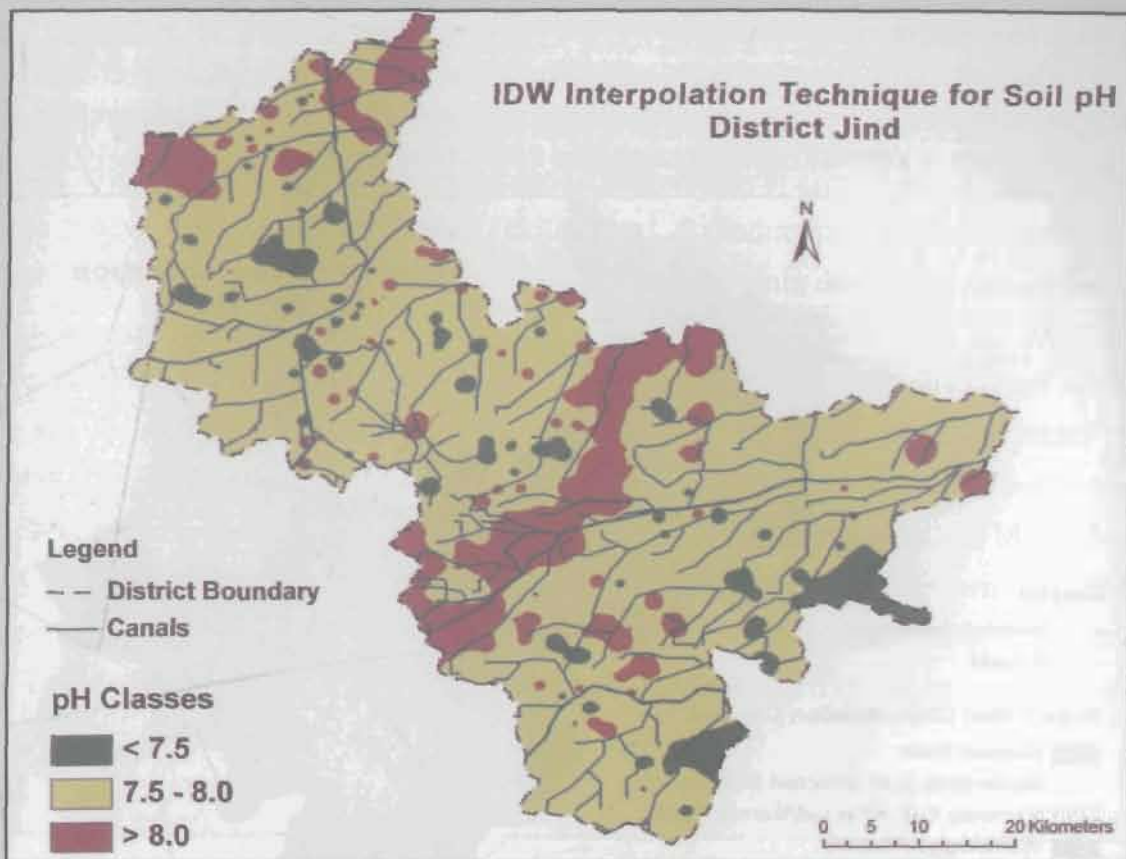 IDW Interpolation Technique for Soil pH
District Jind
N
Legend
District Boundary
Canals
pH Classes
< 7.5
7.5 - 8.0
> 8.0
0 5 10 20 Kilometers